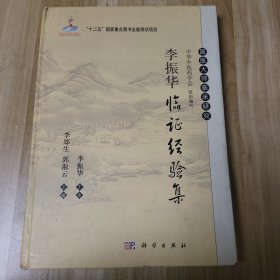 "十二五"国家重点图书出版规划项目
国医大师临床研究
中华中医药学会 组织编写
李振华
临证经验集
李振华 主审
李郑生 郭淑云 主编
科学出版社